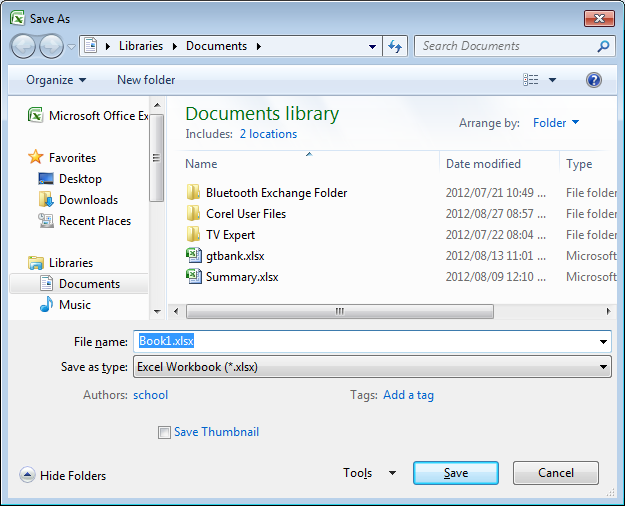 Save As
Libraries Documents Search Documents
Organize New folder
Microsoft Office Ex
Favorites
Desktop
Downloads
Recent Places
Libraries
Documents
Music
Documents library
Includes: 2 locations
Arrange by: Folder
Name Date modified Type
Bluetooth Exchange Folder 2012/07/21 10:49 ... File folder
Corel User Files 2012/08/27 08:57 ... File folder
TV Expert 2012/07/22 08:04 ... File folder
gtbank.xlsx 2012/08/13 11:01 ... Microsoft
Summary.xlsx 2012/08/09 12:10 ... Microsoft
File name: Book1.xlsx
Save as type: Excel Workbook (*.xlsx)
Authors: school Tags: Add a tag
Save Thumbnail
Hide Folders Tools Save Cancel